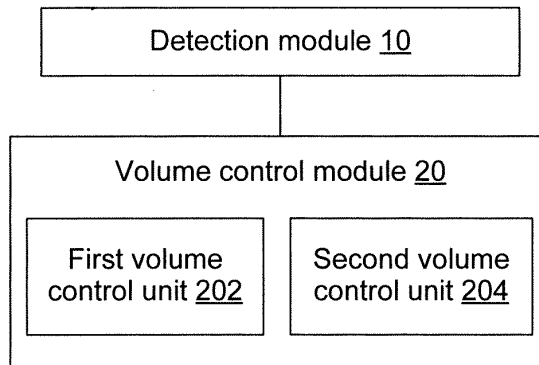 Detection module 10
Volume control module 20
First volume
control unit 202
Second volume
control unit 204